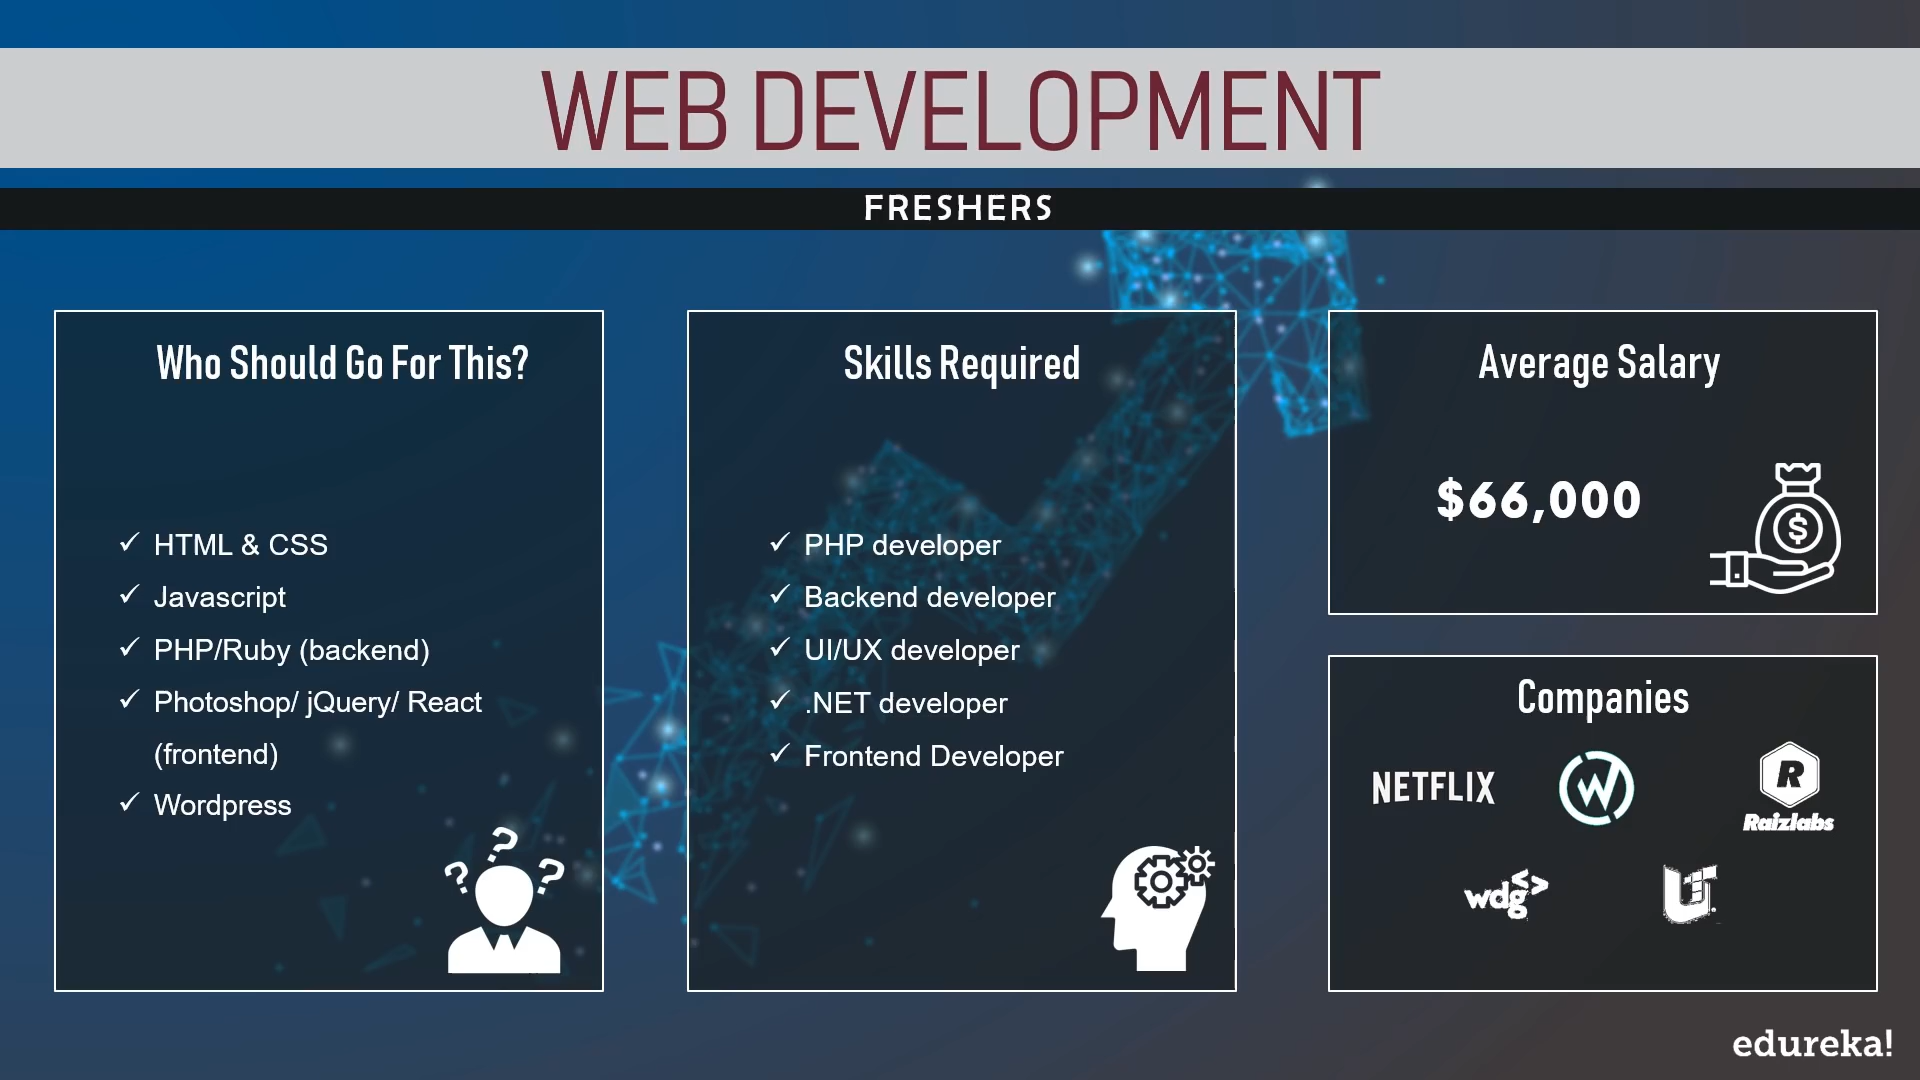 WEB DEVELOPMENT
FRESHERS
Who Should Go For This?
✓ HTML & CSS
✓ Javascript
✓ PHP/Ruby (backend)
✓ Photoshop/ jQuery/ React
(frontend)
✓ Wordpress
? ? ?
Skills Required
✓ PHP developer
✓ Backend developer
✓ UI/UX developer
✓ .NET developer
✓ Frontend Developer
Average Salary
$66,000
$
Companies
NETFLIX
W
R
Raizlabs
wdg<>
edureka!